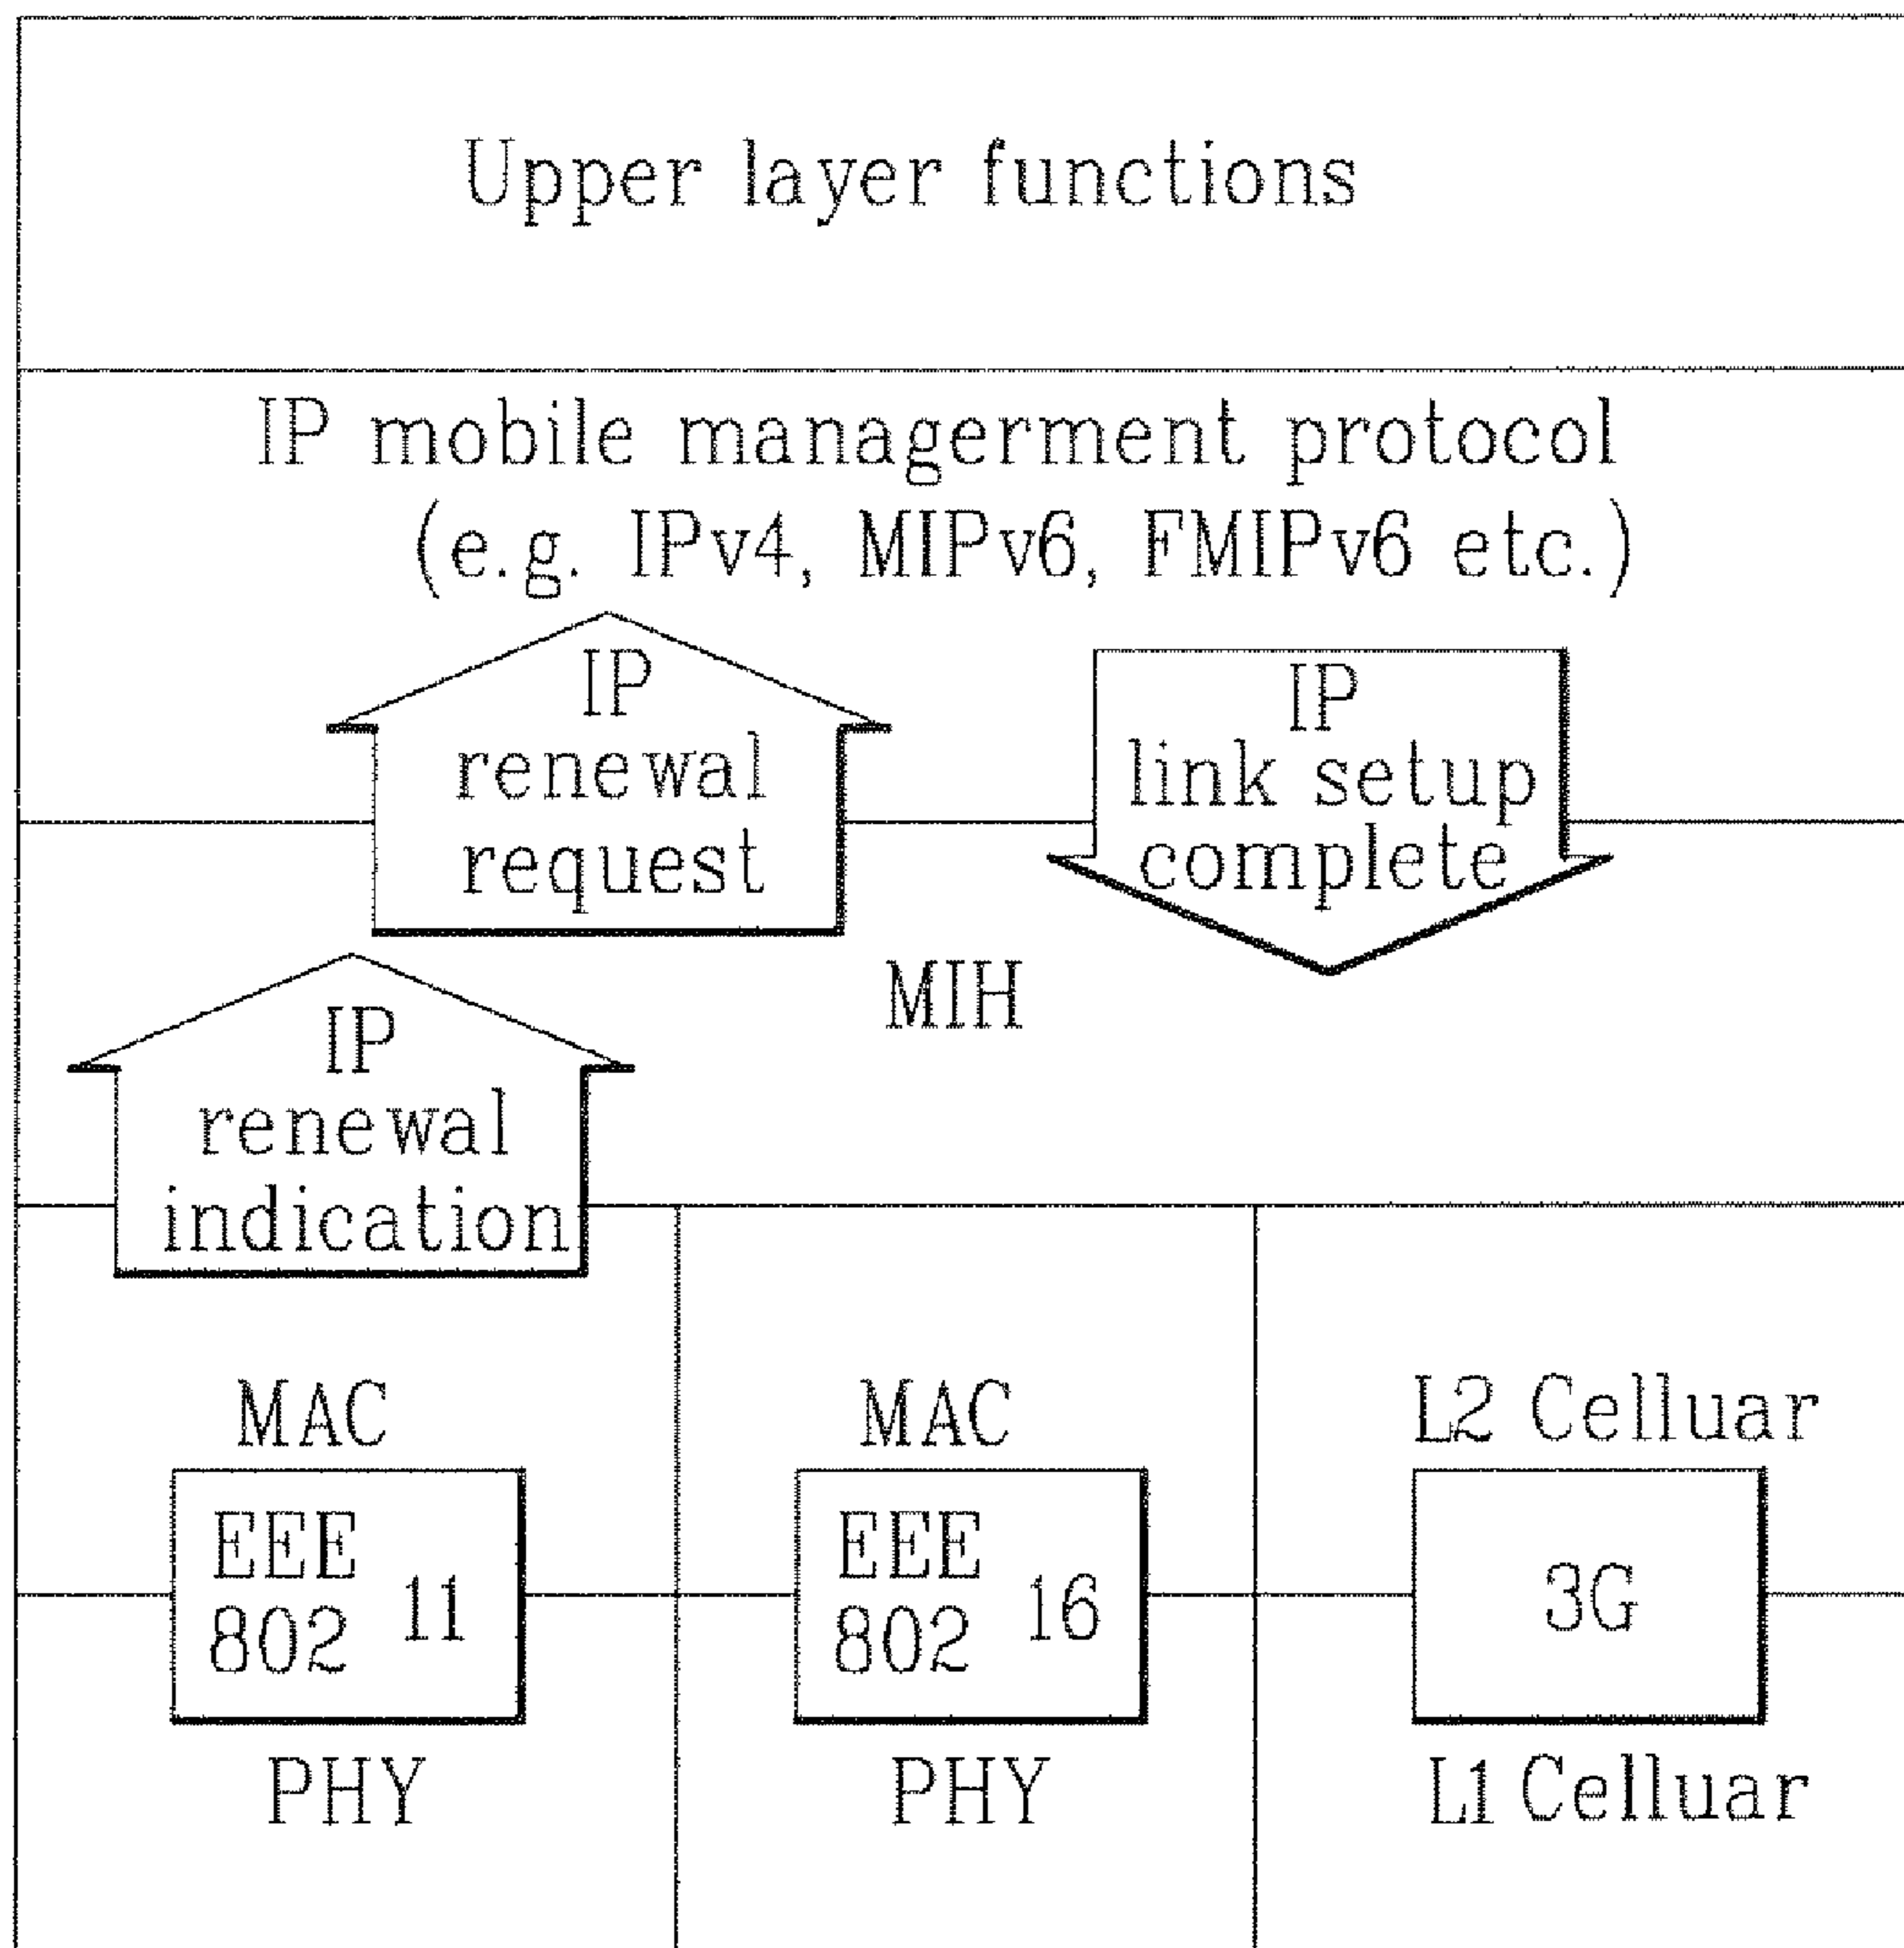 Upper layer functions
IP mobile managerment protocol
(e.g. IPv4, MIPv6, FMIPv6 etc.)
IP
renewal
request
IP
link setup
complete
MIH
IP
renewal
indication
MAC
EEE
802 11
PHY
MAC
EEE
802 16
PHY
L2 Celluar
3G
L1 Celluar